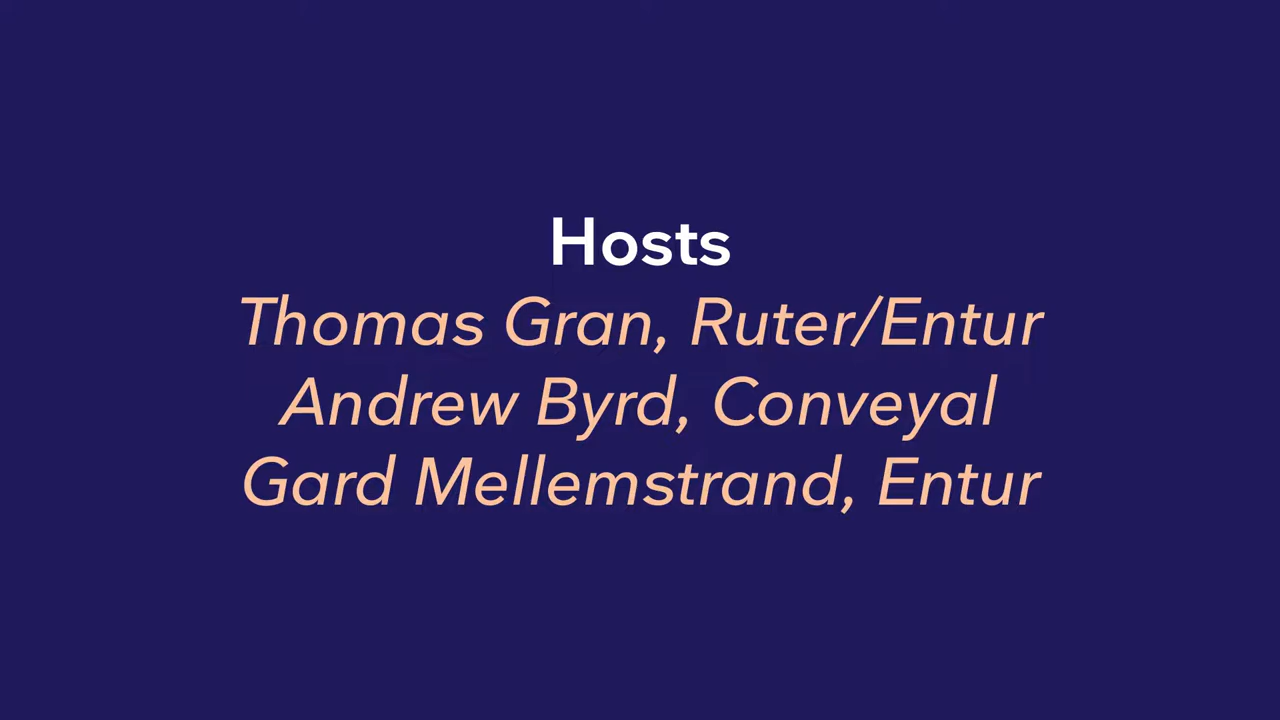 Hosts
Thomas Gran, Ruter/Entur
Andrew Byrd, Conveyal
Gard Mellemstrand, Entur